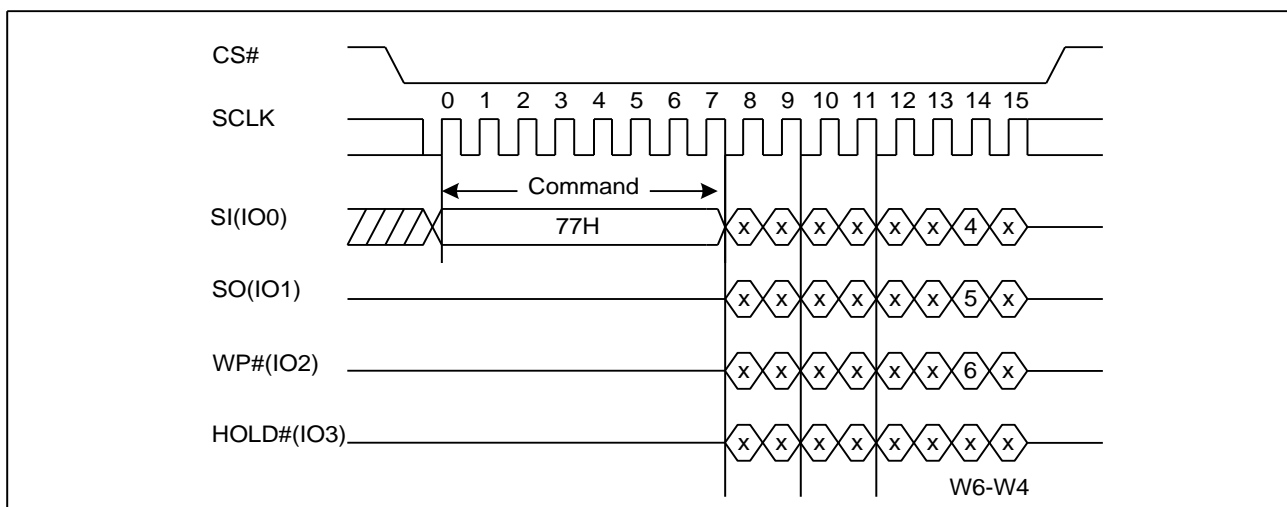 CS#
0 1 2 3 4 5 6 7 8 9 10 11 12 13 14 15
SCLK
Command
SI(IO0) 77H x x x x x x 4 x
SO(IO1) x x x x x x 5 x
WP#(IO2) x x x x x x 6 x
HOLD#(IO3) x x x x x x x x
W6-W4